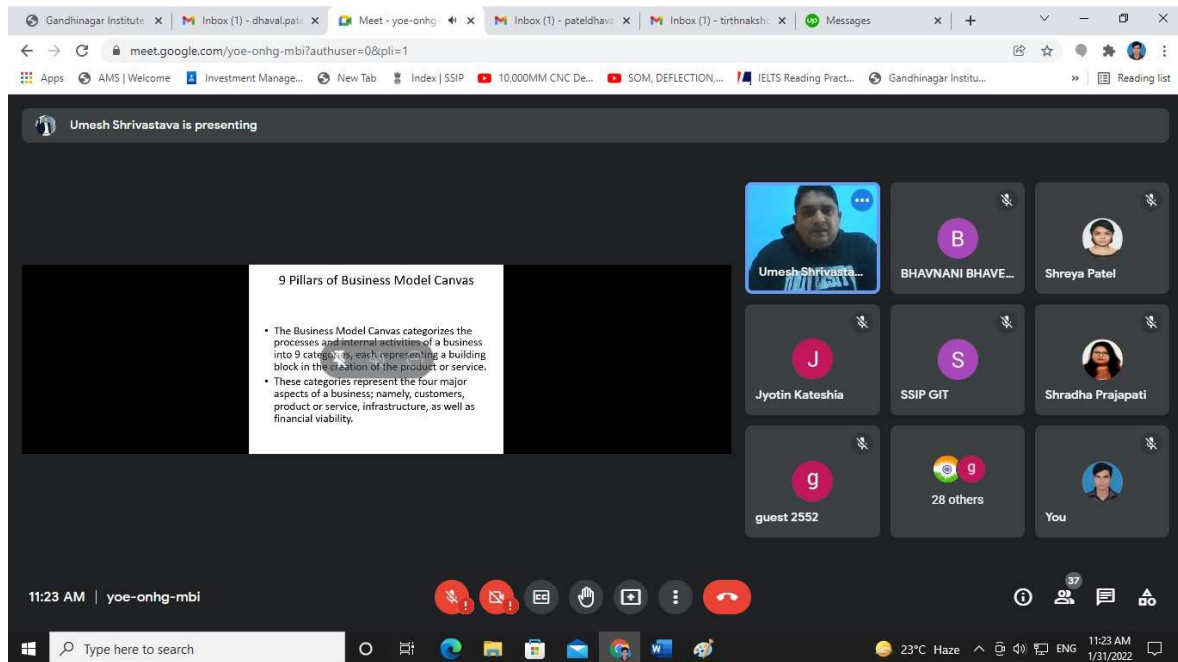 Gandhinagar Institute
Inbox (1) - dhaval.pate
Meet - yoe-onhg
Inbox (1) - pateldhava
Inbox (1) - tirthnaksho
Messages
meet.google.com/yoe-onhg-mbi?authuser=0&pli=1
Apps
AMS | Welcome
Investment Manage...
New Tab
Index | SSIP
10,000MM CNC De...
SOM, DEFLECTION,...
IELTS Reading Pract...
Gandhinagar Institu...
»
Reading list
Umesh Shrivastava is presenting
9 Pillars of Business Model Canvas
• The Business Model Canvas categorizes the
processes and internal activities of a business
into 9 categories, each representing a building
block in the creation of the product or service.
• These categories represent the four major
aspects of a business; namely, customers,
product or service, infrastructure, as well as
financial viability.
Umesh Shrivasta...
B
BHAVNANI BHAVE...
Shreya Patel
J
Jyotin Kateshia
S
SSIP GIT
Shradha Prajapati
g
guest 2552
g
28 others
You
11:23 AM | yoe-onhg-mbi
CC
37
Type here to search
23°C Haze
ENG
11:23 AM
1/31/2022